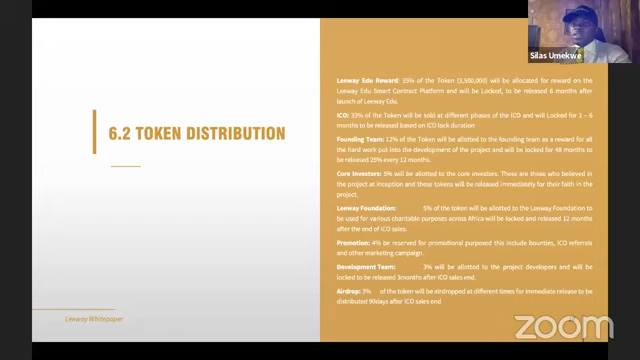 Silas Umekwe
6.2 TOKEN DISTRIBUTION
Leeway Edu Reward: 35% of the Token (3,500,000) will be allocated for reward on the
Leeway Edu Smart Contract Platform and will be Locked, to be released 6 months after
launch of Leeway Edu.
ICO: 33% of the Token will be sold at different phases of the ICO and will Locked for 1 – 6
months to be released based on ICO lock duration
Founding Team: 12% of the Token will be allotted to the founding team as a reward for all
the hard work put into the development of the project and will be locked for 48 months to
be released 25% every 12 months.
Core Investors: 5% will be allotted to the core investors. These are those who believed in
the project at inception and these tokens will be released immediately for their faith in the
project.
Leeway Foundation: 5% of the token will be allotted to the Leeway Foundation to
be used for various charitable purposes across Africa will be locked and released 12 months
after the end of ICO sales.
Promotion: 4% be reserved for promotional purposed this include bounties, ICO referrals
and other marketing campaign.
Development Team: 3% will be allotted to the project developers and will be
locked to be released 3months after ICO sales end.
Airdrop: 3% of the token will be airdropped at different times for immediate release to be
distributed 90days after ICO sales end
Leeway Whitepaper
zoom